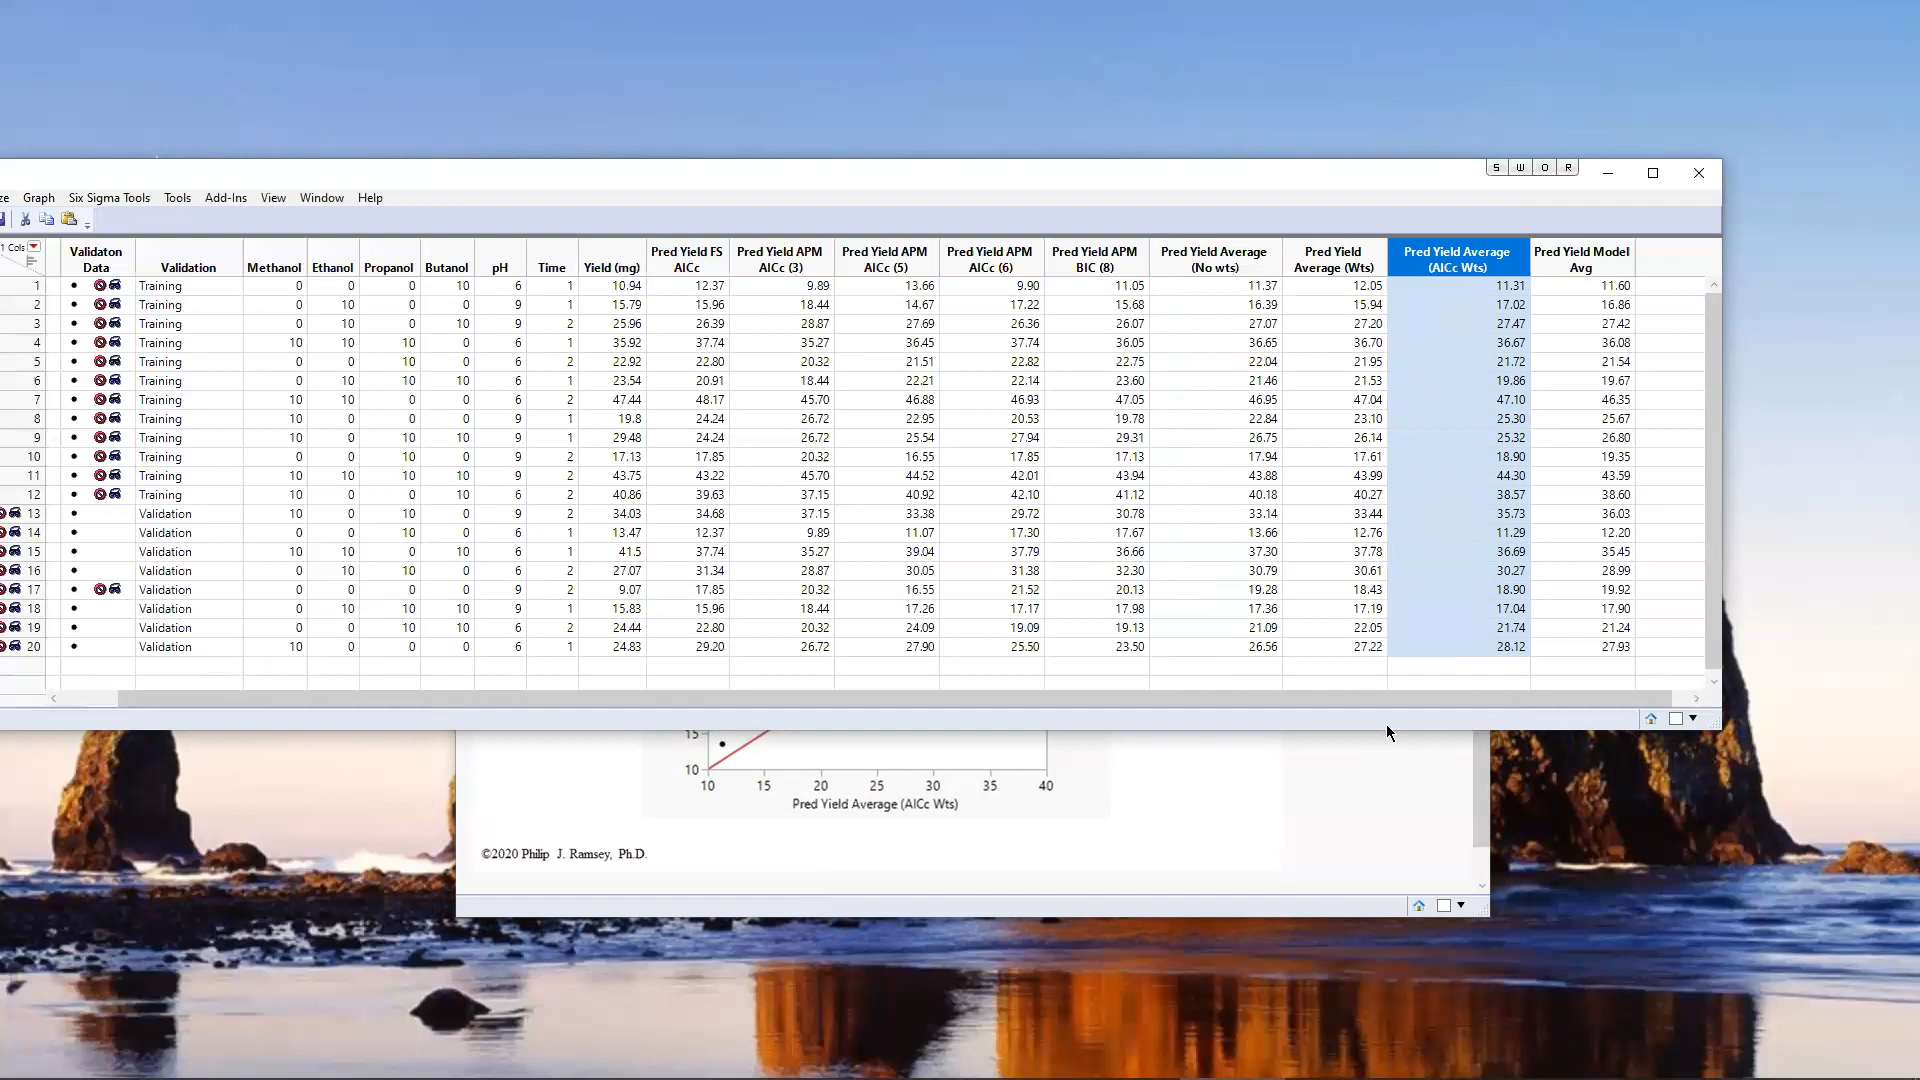 S W O R
ze Graph Six Sigma Tools Tools Add-Ins View Window Help
1 Cols
Validaton Data Validation Methanol Ethanol Propanol Butanol pH Time Yield (mg) Pred Yield FS AICc Pred Yield APM AICc (3) Pred Yield APM AICc (5) Pred Yield APM AICc (6) Pred Yield APM BIC (8) Pred Yield Average (No wts) Pred Yield Average (Wts) Pred Yield Average (AICc Wts) Pred Yield Model Avg
1 Training 0 0 0 10 6 1 10.94 12.37 9.89 13.66 9.90 11.05 11.37 12.05 11.31 11.60
2 Training 0 10 0 0 9 1 15.79 15.96 18.44 14.67 17.22 15.68 16.39 15.94 17.02 16.86
3 Training 0 10 0 10 9 2 25.96 26.39 28.87 27.69 26.36 26.07 27.07 27.20 27.47 27.42
4 Training 10 10 10 0 6 1 35.92 37.74 35.27 36.45 37.74 36.05 36.65 36.70 36.67 36.08
5 Training 0 0 10 0 6 2 22.92 22.80 20.32 21.51 22.82 22.75 22.04 21.95 21.72 21.54
6 Training 0 10 10 10 6 1 23.54 20.91 18.44 22.21 22.14 23.60 21.46 21.53 19.86 19.67
7 Training 10 10 0 0 6 2 47.44 48.17 45.70 46.88 46.93 47.05 46.95 47.04 47.10 46.35
8 Training 10 0 0 0 9 1 19.8 24.24 26.72 22.95 20.53 19.78 22.84 23.10 25.30 25.67
9 Training 10 0 10 10 9 1 29.48 24.24 26.72 25.54 27.94 29.31 26.75 26.14 25.32 26.80
10 Training 0 0 10 0 9 2 17.13 17.85 20.32 16.55 17.85 17.13 17.94 17.61 18.90 19.35
11 Training 10 10 10 10 9 2 43.75 43.22 45.70 44.52 42.01 43.94 43.88 43.99 44.30 43.59
12 Training 10 0 0 10 6 2 40.86 39.63 37.15 40.92 42.10 41.12 40.18 40.27 38.57 38.60
13 Validation 10 0 10 0 9 2 34.03 34.68 37.15 33.38 29.72 30.78 33.14 33.44 35.73 36.03
14 Validation 0 0 10 0 6 1 13.47 12.37 9.89 11.07 17.30 17.67 13.66 12.76 11.29 12.20
15 Validation 10 10 0 10 6 1 41.5 37.74 35.27 39.04 37.79 36.66 37.30 37.78 36.69 35.45
16 Validation 0 10 10 0 6 2 27.07 31.34 28.87 30.05 31.38 32.30 30.79 30.61 30.27 28.99
17 Validation 0 0 0 0 9 2 9.07 17.85 20.32 16.55 21.52 20.13 19.28 18.43 18.90 19.92
18 Validation 0 10 10 10 9 1 15.83 15.96 18.44 17.26 17.17 17.98 17.36 17.19 17.04 17.90
19 Validation 0 0 10 10 6 2 24.44 22.80 20.32 24.09 19.09 19.13 21.09 22.05 21.74 21.24
20 Validation 10 0 0 0 6 1 24.83 29.20 26.72 27.90 25.50 23.50 26.56 27.22 28.12 27.93
15
10
10 15 20 25 30 35 40
Pred Yield Average (AICc Wts)
©2020 Philip J. Ramsey, Ph.D.